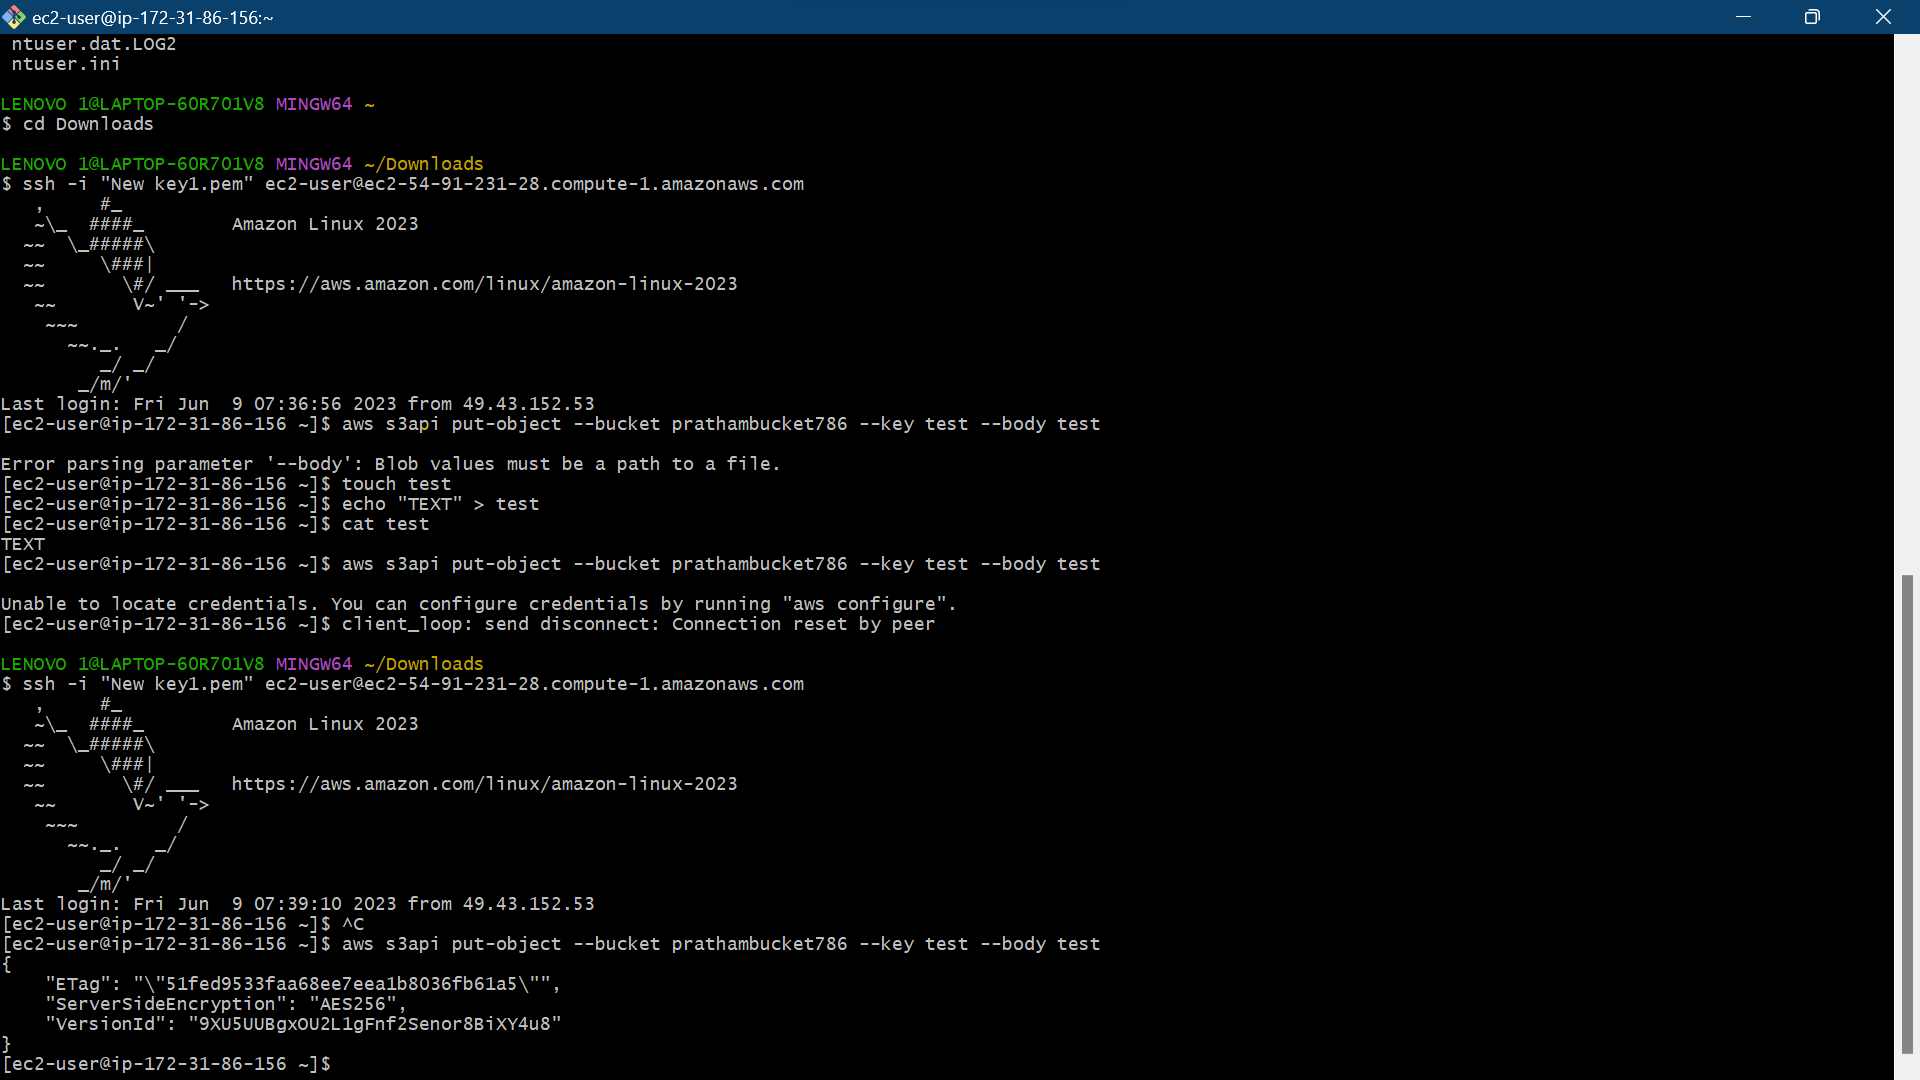 ec2-user@ip-172-31-86-156:~
ntuser.dat.LOG2
ntuser.ini
LENOVO 1@LAPTOP-60R701V8 MINGW64 ~
$ cd Downloads
LENOVO 1@LAPTOP-60R701V8 MINGW64 ~/Downloads
$ ssh -i "New key1.pem" ec2-user@ec2-54-91-231-28.compute-1.amazonaws.com
   ,     #_
   ~\_  ####_        Amazon Linux 2023
  ~~  \_#####\
  ~~     \###|
  ~~       \#/ ___   https://aws.amazon.com/linux/amazon-linux-2023
   ~~       V~' '->
    ~~~         /
      ~~._.   _/
         _/ _/
       _/m/'
Last login: Fri Jun  9 07:36:56 2023 from 49.43.152.53
[ec2-user@ip-172-31-86-156 ~]$ aws s3api put-object --bucket prathambucket786 --key test --body test
Error parsing parameter '--body': Blob values must be a path to a file.
[ec2-user@ip-172-31-86-156 ~]$ touch test
[ec2-user@ip-172-31-86-156 ~]$ echo "TEXT" > test
[ec2-user@ip-172-31-86-156 ~]$ cat test
TEXT
[ec2-user@ip-172-31-86-156 ~]$ aws s3api put-object --bucket prathambucket786 --key test --body test
Unable to locate credentials. You can configure credentials by running "aws configure".
[ec2-user@ip-172-31-86-156 ~]$ client_loop: send disconnect: Connection reset by peer
LENOVO 1@LAPTOP-60R701V8 MINGW64 ~/Downloads
$ ssh -i "New key1.pem" ec2-user@ec2-54-91-231-28.compute-1.amazonaws.com
   ,     #_
   ~\_  ####_        Amazon Linux 2023
  ~~  \_#####\
  ~~     \###|
  ~~       \#/ ___   https://aws.amazon.com/linux/amazon-linux-2023
   ~~       V~' '->
    ~~~         /
      ~~._.   _/
         _/ _/
       _/m/'
Last login: Fri Jun  9 07:39:10 2023 from 49.43.152.53
[ec2-user@ip-172-31-86-156 ~]$ ^C
[ec2-user@ip-172-31-86-156 ~]$ aws s3api put-object --bucket prathambucket786 --key test --body test
{
    "ETag": "\"51fed9533faa68ee7eea1b8036fb61a5\"",
    "ServerSideEncryption": "AES256",
    "VersionId": "9XU5UUBgxOU2L1gFnf2Senor8BiXY4u8"
}
[ec2-user@ip-172-31-86-156 ~]$